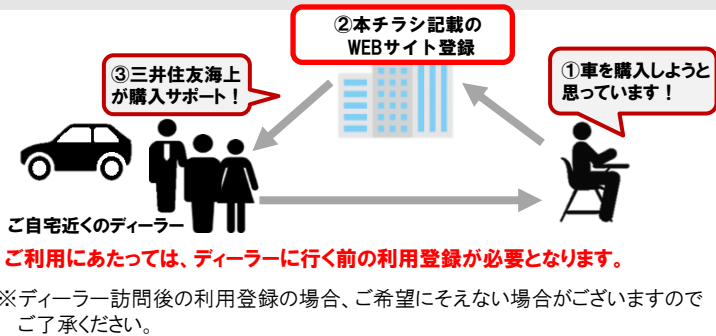 ②本チラシ記載の
WEBサイト登録
③三井住友海上
が購入サポート！
①車を購入しようと
思っています！
ご自宅近くのディーラー
ご利用にあたっては、ディーラーに行く前の利用登録が必要となります。
※ディーラー訪問後の利用登録の場合、ご希望にそえない場合がございますので
ご了承ください。